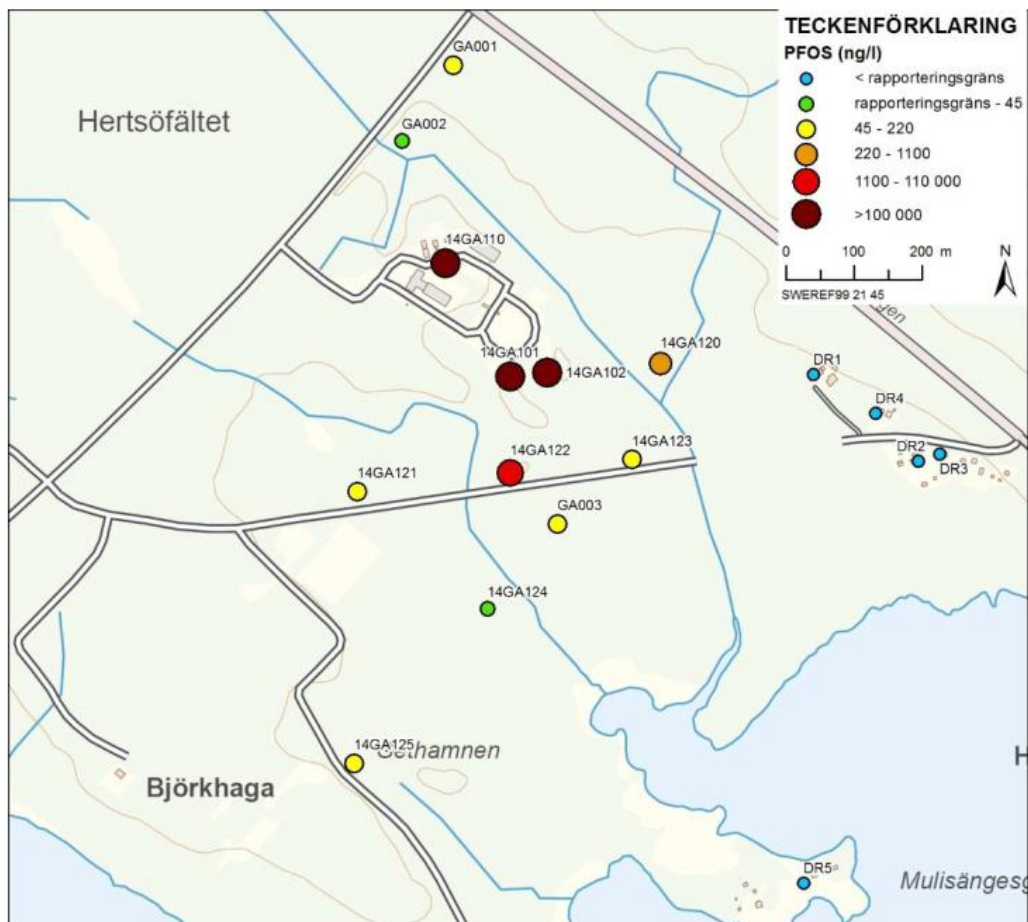 TECKENFÖRKLARING
PFOS (ng/l)
< rapporteringsgräns
rapporteringsgräns - 45
45 - 220
220 - 1100
1100 - 110 000
>100 000
0 100 200 m
N
SWEREF99 21 45
GA001
Hertsöfältet
GA002
14GA110
14GA101
14GA102
14GA120
DR1
DR4
DR2
DR3
14GA123
14GA122
14GA121
GA003
14GA124
14GA125
Björkhaga
H
DR5